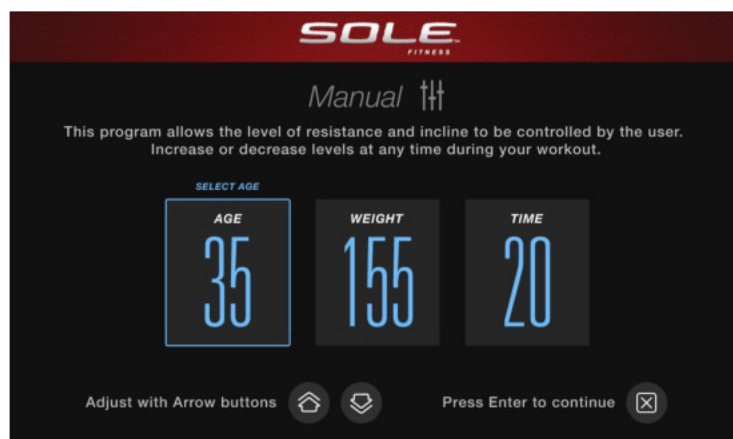 SOLE
FITNESS
Manual
This program allows the level of resistance and incline to be controlled by the user.
Increase or decrease levels at any time during your workout.
SELECT AGE
AGE
35
WEIGHT
155
TIME
20
Adjust with Arrow buttons
Press Enter to continue